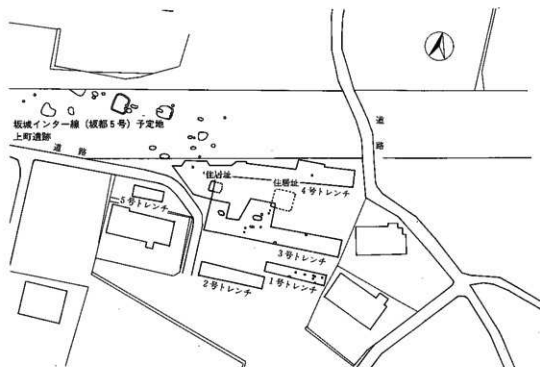 坂城インター線（坂都5号）予定地
上町遺跡
道路
道路
住居址
住居址
4号トレンチ
5号トレンチ
3号トレンチ
2号トレンチ
1号トレンチ